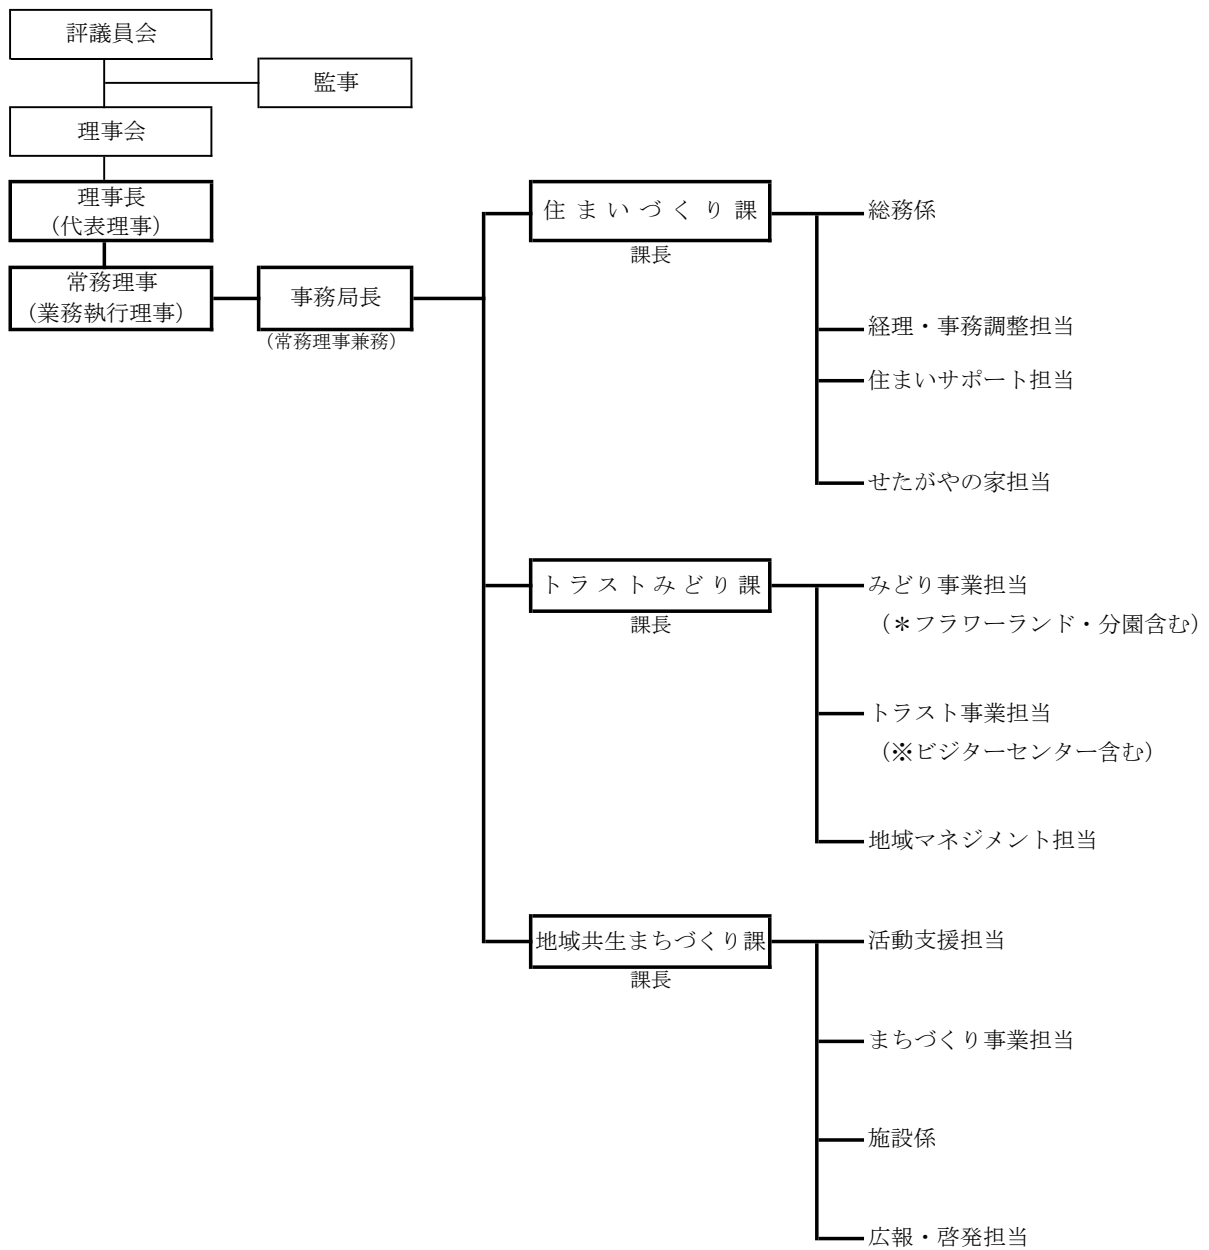 評議員会
監事
理事会
理事長
（代表理事）
常務理事
（業務執行理事）
事務局長
（常務理事兼務）
住まいづくり課
課長
総務係
経理・事務調整担当
住まいサポート担当
せたがやの家担当
トラストみどり課
課長
みどり事業担当
（＊フラワーランド・分園含む）
トラスト事業担当
（※ビジターセンター含む）
地域マネジメント担当
地域共生まちづくり課
課長
活動支援担当
まちづくり事業担当
施設係
広報・啓発担当